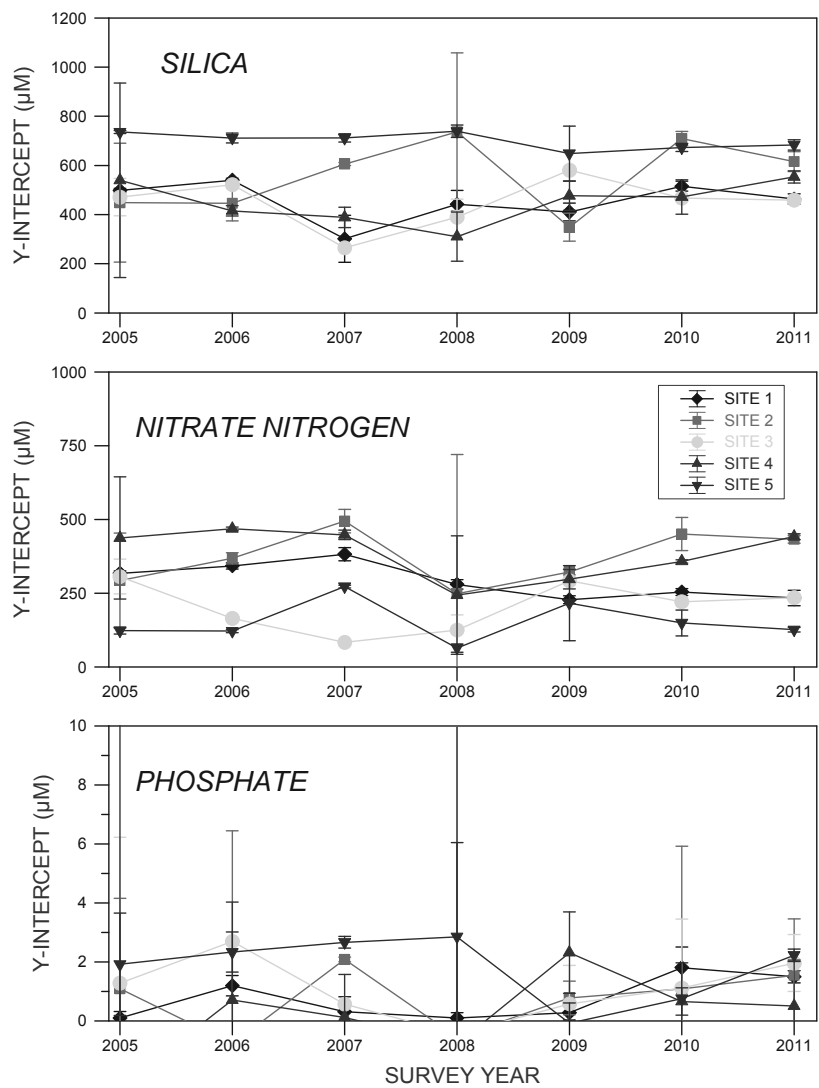 SILICA
Y-INTERCEPT (µM)
1200
1000
800
600
400
200
0
2005 2006 2007 2008 2009 2010 2011
NITRATE NITROGEN
Y-INTERCEPT (µM)
1000
750
500
250
0
SITE 1
SITE 2
SITE 3
SITE 4
SITE 5
2005 2006 2007 2008 2009 2010 2011
PHOSPHATE
Y-INTERCEPT (µM)
10
8
6
4
2
0
2005 2006 2007 2008 2009 2010 2011
SURVEY YEAR